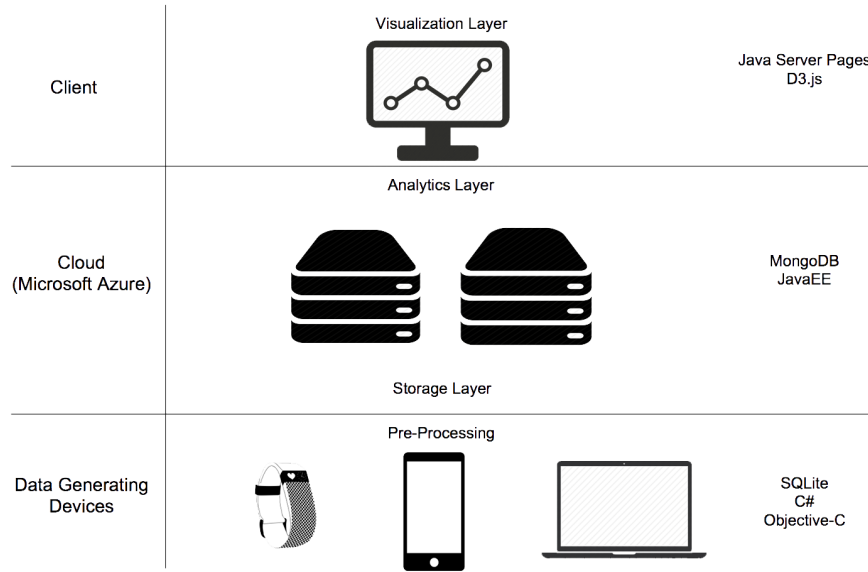 Visualization Layer
Client
Java Server Pages
D3.js
Analytics Layer
Cloud
(Microsoft Azure)
MongoDB
JavaEE
Storage Layer
Pre-Processing
Data Generating
Devices
SQLite
C#
Objective-C